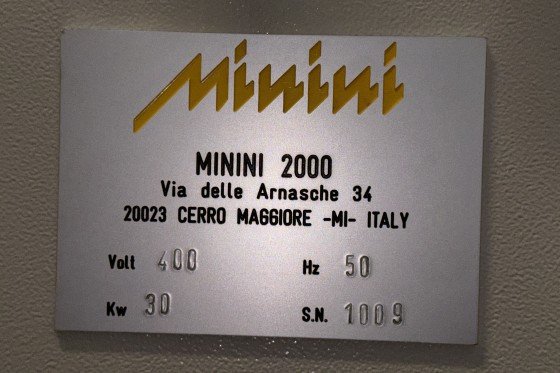 Minini
MININI 2000
Via delle Arnasche 34
20023 CERRO MAGGIORE -MI- ITALY
Volt 400 Hz 50
Kw 30 S.N. 1009